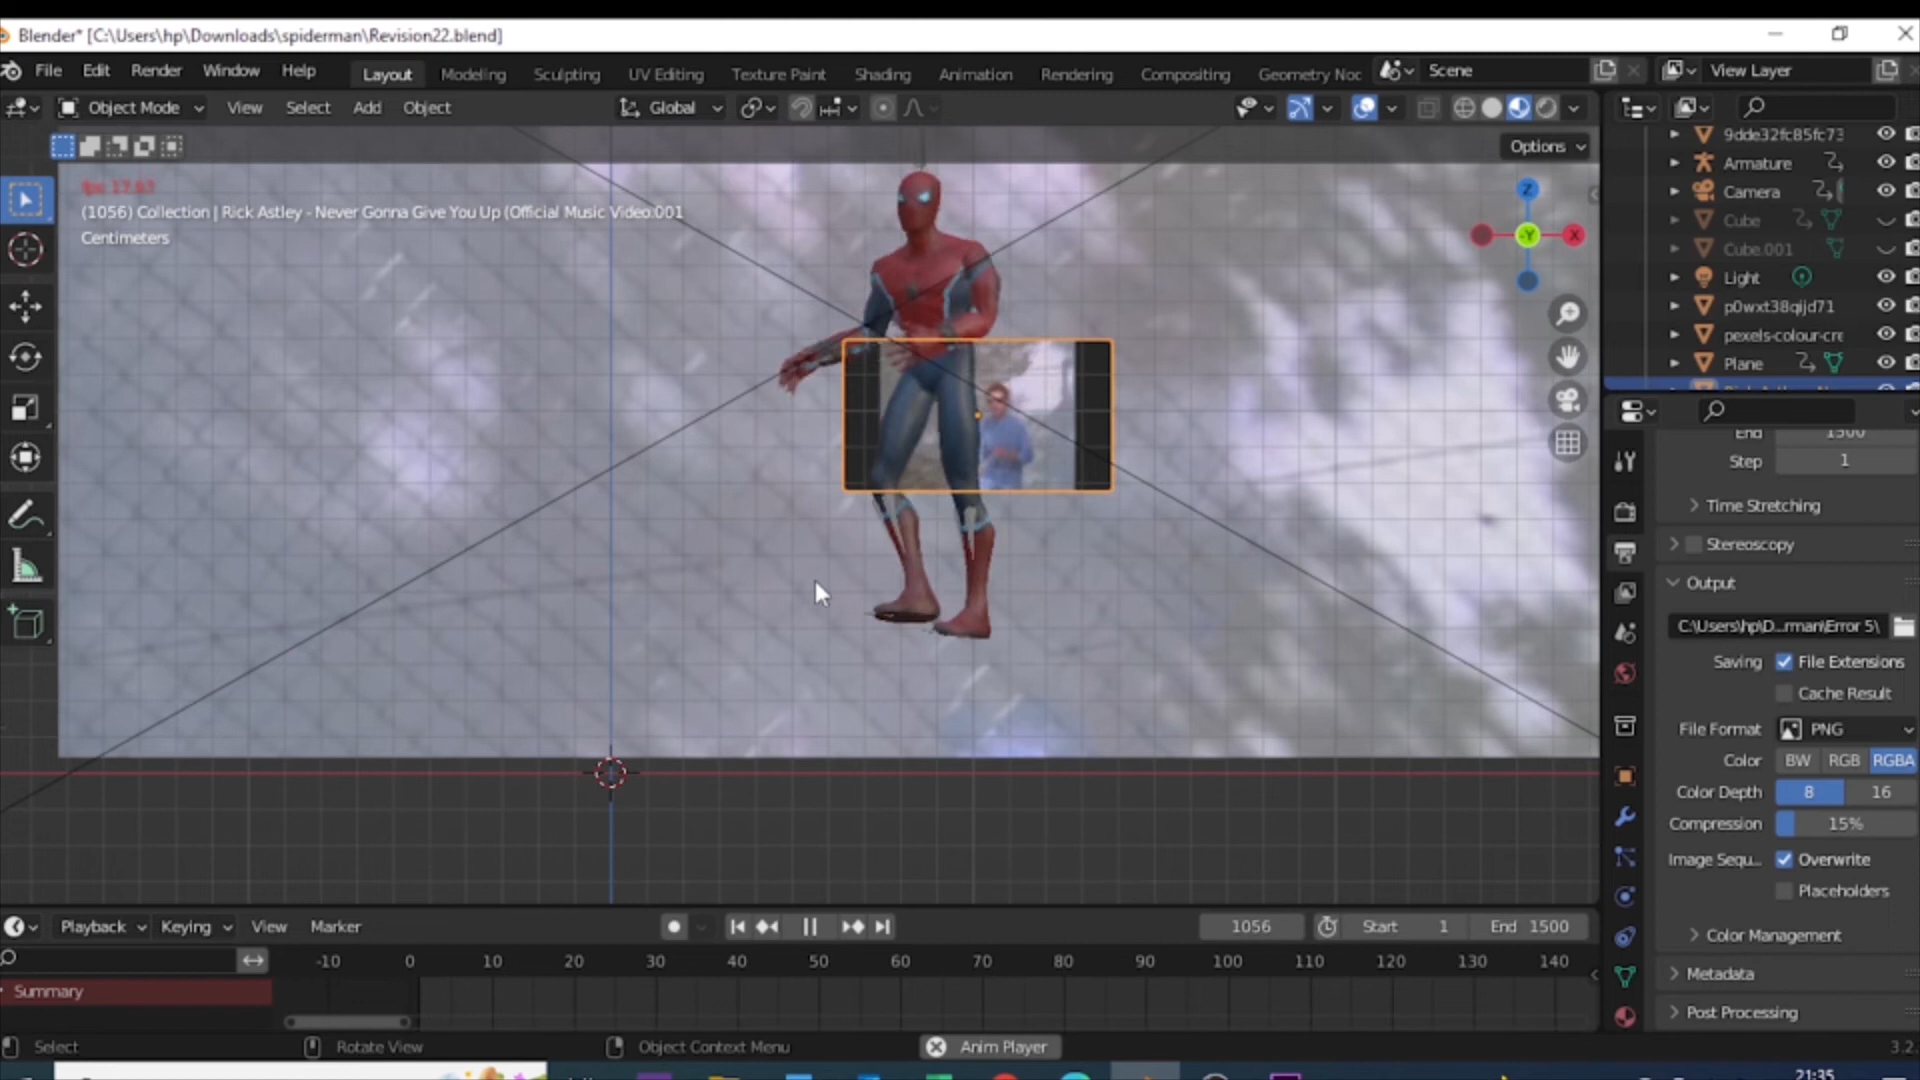 Blender* [C:\Users\hp\Downloads\spiderman\Revision22.blend]
File Edit Render Window Help Layout Modeling Sculpting UV Editing Texture Paint Shading Animation Rendering Compositing Geometry Noc Scene View Layer
Object Mode View Select Add Object Global
Options
fps: 17.63
(1056) Collection | Rick Astley - Never Gonna Give You Up (Official Music Video.001
Centimeters
Z
-Y X
9dde32fc85fc73
Armature
Camera
Cube
Cube.001
Light
p0wxt38qijd71
pexels-colour-cre
Plane
End 1500
Step 1
Time Stretching
Stereoscopy
Output
C:\Users\hp\D...rman\Error 5\
Saving File Extensions
Cache Result
File Format PNG
Color BW RGB RGBA
Color Depth 8 16
Compression 15%
Image Sequ... Overwrite
Placeholders
Color Management
Metadata
Post Processing
Playback Keying View Marker 1056 Start 1 End 1500
-10 0 10 20 30 40 50 60 70 80 90 100 110 120 130 140
Summary
Select Rotate View Object Context Menu Anim Player 3.2.
21:35